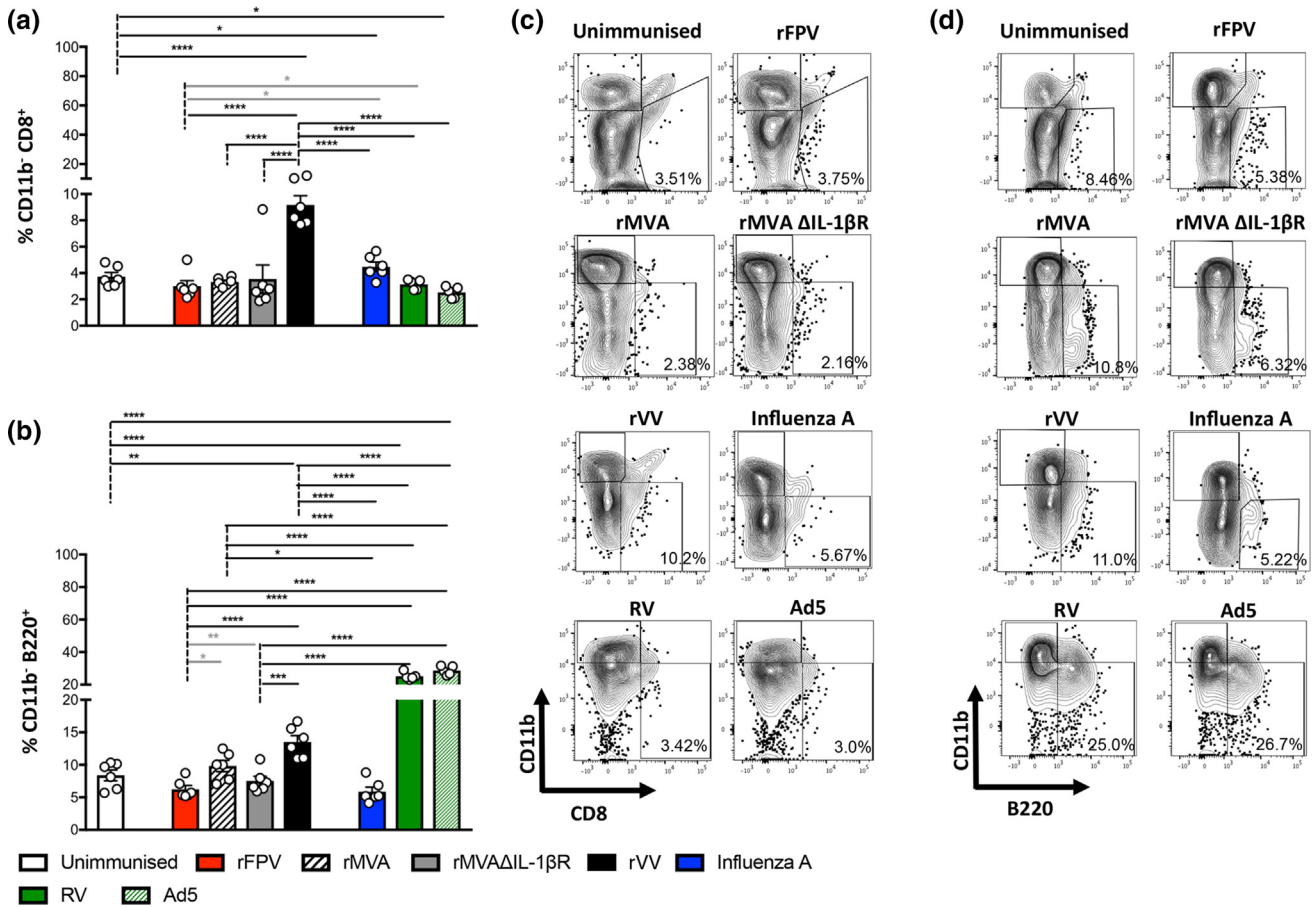 (a)
% CD11b⁻ CD8⁺
100
80
60
40
20
10
8
6
4
2
0
*
*
****
*
*
****
****
****
****
****
****
(b)
% CD11b⁻ B220⁺
100
80
60
40
20
20
15
10
5
0
****
****
**
****
****
****
****
****
*
****
****
****
**
*
****
****
***
(c)
Unimmunised
rFPV
3.51%
3.75%
rMVA
rMVA ΔIL-1βR
2.38%
2.16%
rVV
Influenza A
10.2%
5.67%
RV
Ad5
3.42%
3.0%
CD11b
CD8
(d)
Unimmunised
rFPV
8.46%
5.38%
rMVA
rMVA ΔIL-1βR
10.8%
6.32%
rVV
Influenza A
11.0%
5.22%
RV
Ad5
25.0%
26.7%
CD11b
B220
Unimmunised rFPV rMVA rMVAΔIL-1βR rVV Influenza A
RV Ad5